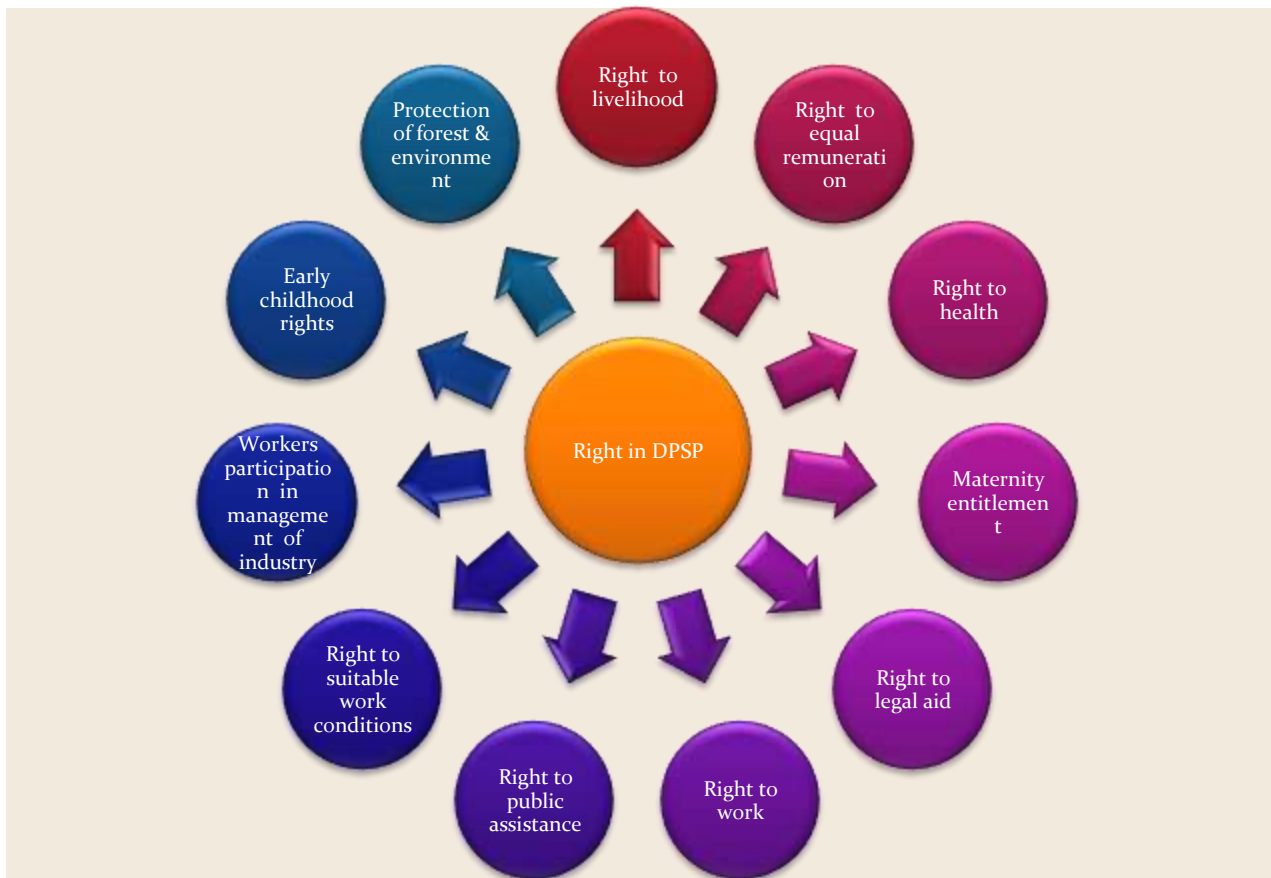 Right to
livelihood
Right to
equal
remunerati
on
Right to
health
Maternity
entitlemen
t
Right to
legal aid
Right to
work
Right to
public
assistance
Right to
suitable
work
conditions
Workers
participatio
n in
manageme
nt of
industry
Early
childhood
rights
Protection
of forest &
environme
nt
Right in DPSP